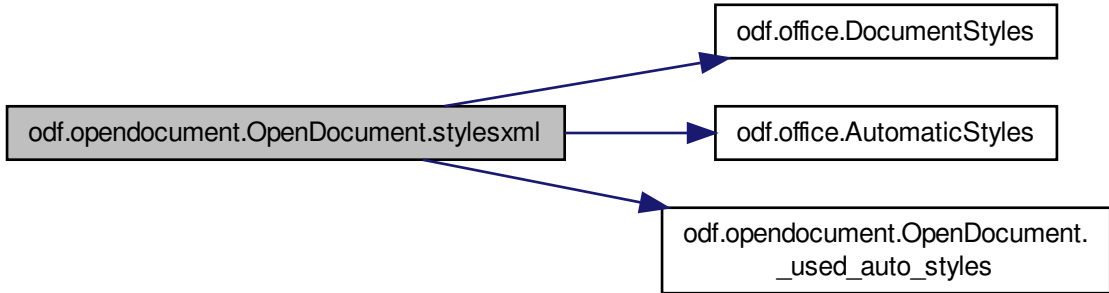 odf.office.DocumentStyles
odf.opendocument.OpenDocument.stylesxml
odf.office.AutomaticStyles
odf.opendocument.OpenDocument.
_used_auto_styles